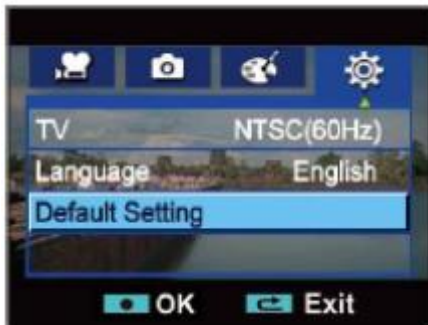 TV NTSC(60Hz)
Language English
Default Setting
OK Exit